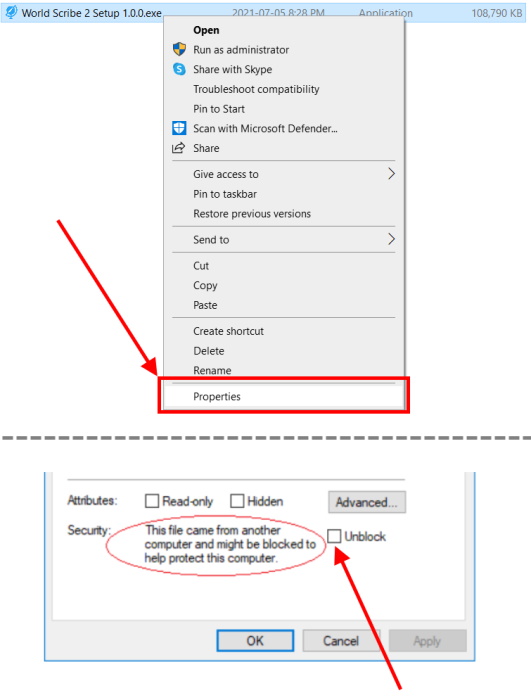 World Scribe 2 Setup 1.0.0.exe 2021-07-05 8:28 PM Application 108,790 KB
Open
Run as administrator
Share with Skype
Troubleshoot compatibility
Pin to Start
Scan with Microsoft Defender...
Share
Give access to
Pin to taskbar
Restore previous versions
Send to
Cut
Copy
Paste
Create shortcut
Delete
Rename
Properties
Attributes: Read-only Hidden Advanced...
Security: This file came from another
computer and might be blocked to
help protect this computer.
Unblock
OK Cancel Apply